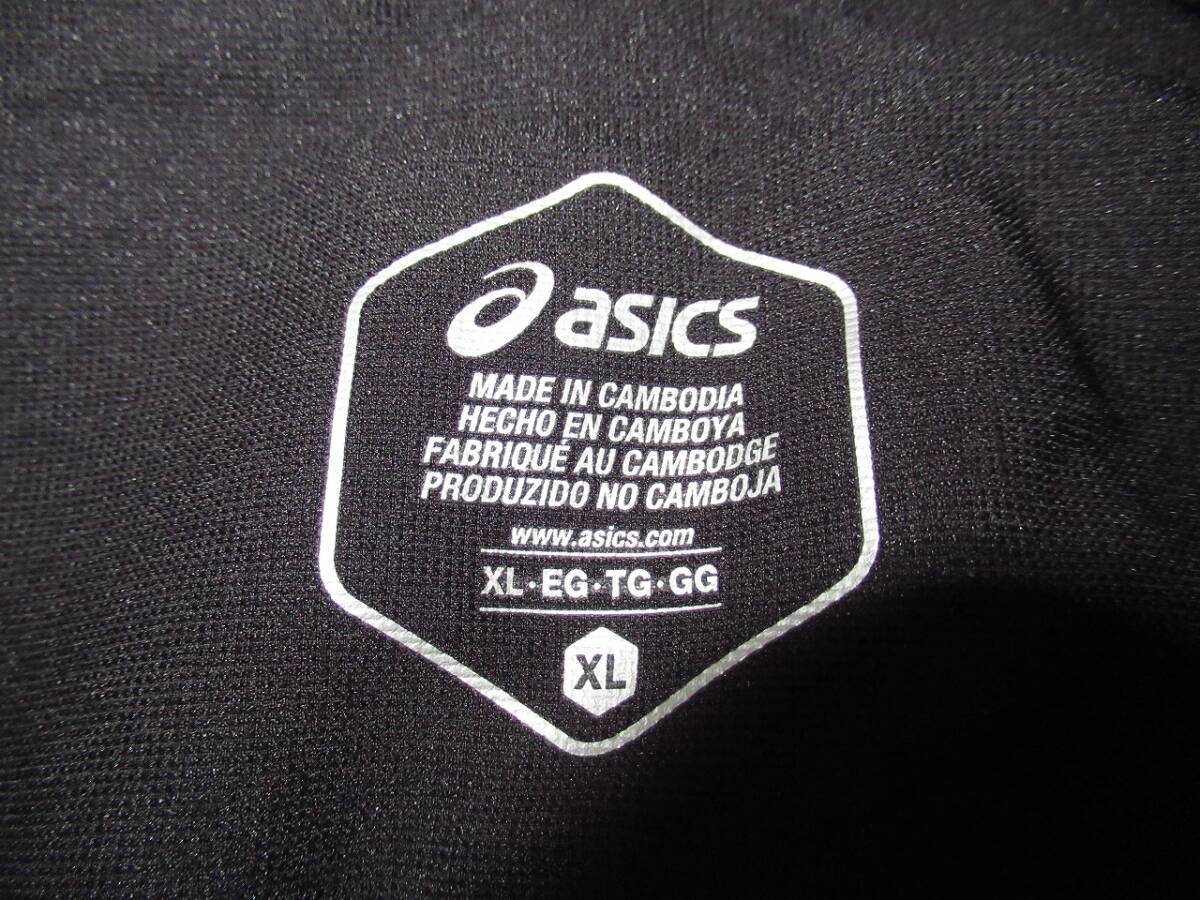 asics
MADE IN CAMBODIA
HECHO EN CAMBOYA
FABRIQUÉ AU CAMBODGE
PRODUZIDO NO CAMBOJA
www.asics.com
XL·EG·TG·GG
XL